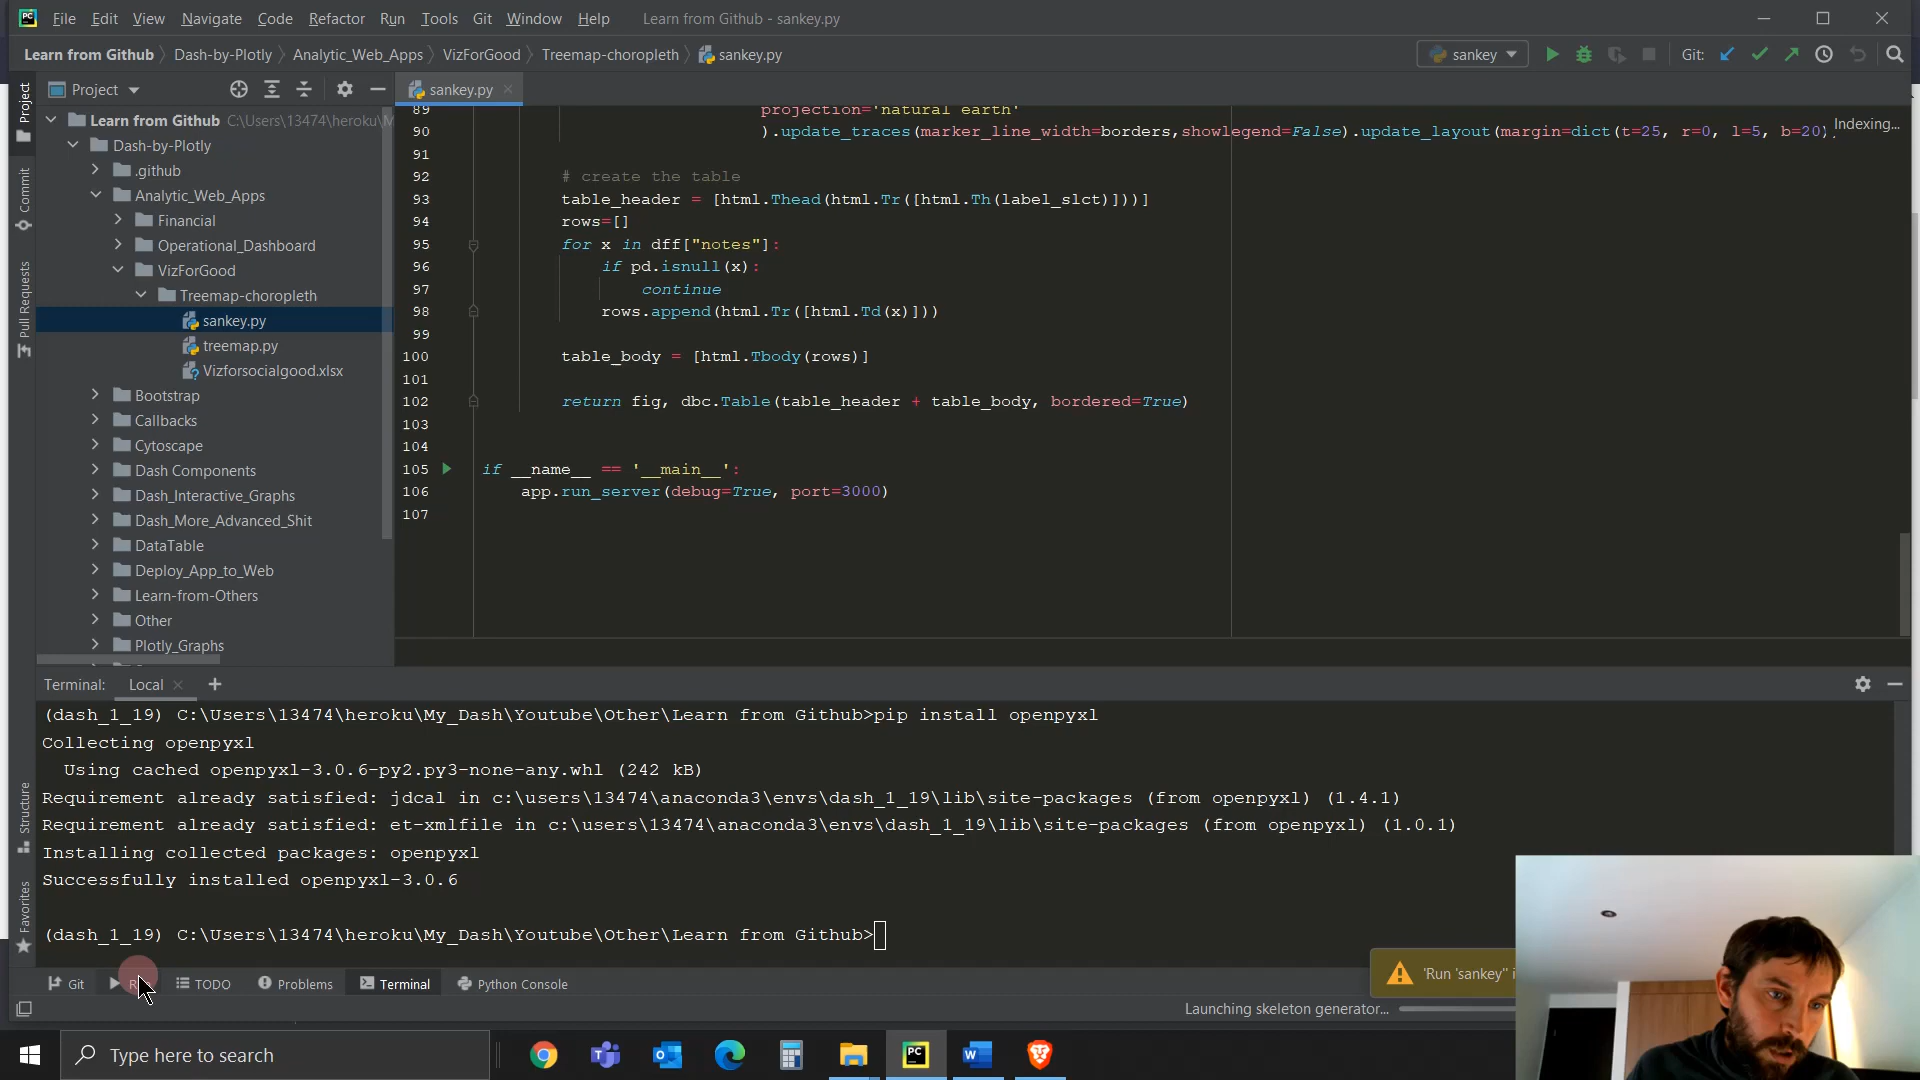 PC File Edit View Navigate Code Refactor Run Tools Git Window Help Learn from Github - sankey.py
Learn from Github Dash-by-Plotly Analytic_Web_Apps VizForGood Treemap-choropleth sankey.py sankey Git:
Project
sankey.py
Learn from Github C:\Users\13474\heroku\M
Dash-by-Plotly
.github
Analytic_Web_Apps
Financial
Operational_Dashboard
VizForGood
Treemap-choropleth
sankey.py
treemap.py
Vizforsocialgood.xlsx
Bootstrap
Callbacks
Cytoscape
Dash Components
Dash_Interactive_Graphs
Dash_More_Advanced_Shit
DataTable
Deploy_App_to_Web
Learn-from-Others
Other
Plotly_Graphs
Project
Commit
Pull Requests
Structure
Favorites
89 projection='natural earth'
90 ).update_traces(marker_line_width=borders,showlegend=False).update_layout(margin=dict(t=25, r=0, l=5, b=20)
Indexing...
91
92 # create the table
93 table_header = [html.Thead(html.Tr([html.Th(label_slct)]))]
94 rows=[]
95 for x in dff["notes"]:
96 if pd.isnull(x):
97 continue
98 rows.append(html.Tr([html.Td(x)]))
99
100 table_body = [html.Tbody(rows)]
101
102 return fig, dbc.Table(table_header + table_body, bordered=True)
103
104
105 if __name__ == '__main__':
106 app.run_server(debug=True, port=3000)
107
Terminal: Local
(dash_1_19) C:\Users\13474\heroku\My_Dash\Youtube\Other\Learn from Github>pip install openpyxl
Collecting openpyxl
Using cached openpyxl-3.0.6-py2.py3-none-any.whl (242 kB)
Requirement already satisfied: jdcal in c:\users\13474\anaconda3\envs\dash_1_19\lib\site-packages (from openpyxl) (1.4.1)
Requirement already satisfied: et-xmlfile in c:\users\13474\anaconda3\envs\dash_1_19\lib\site-packages (from openpyxl) (1.0.1)
Installing collected packages: openpyxl
Successfully installed openpyxl-3.0.6
(dash_1_19) C:\Users\13474\heroku\My_Dash\Youtube\Other\Learn from Github>
Git TODO Problems Terminal Python Console
'Run 'sankey'' i
Launching skeleton generator...
Type here to search